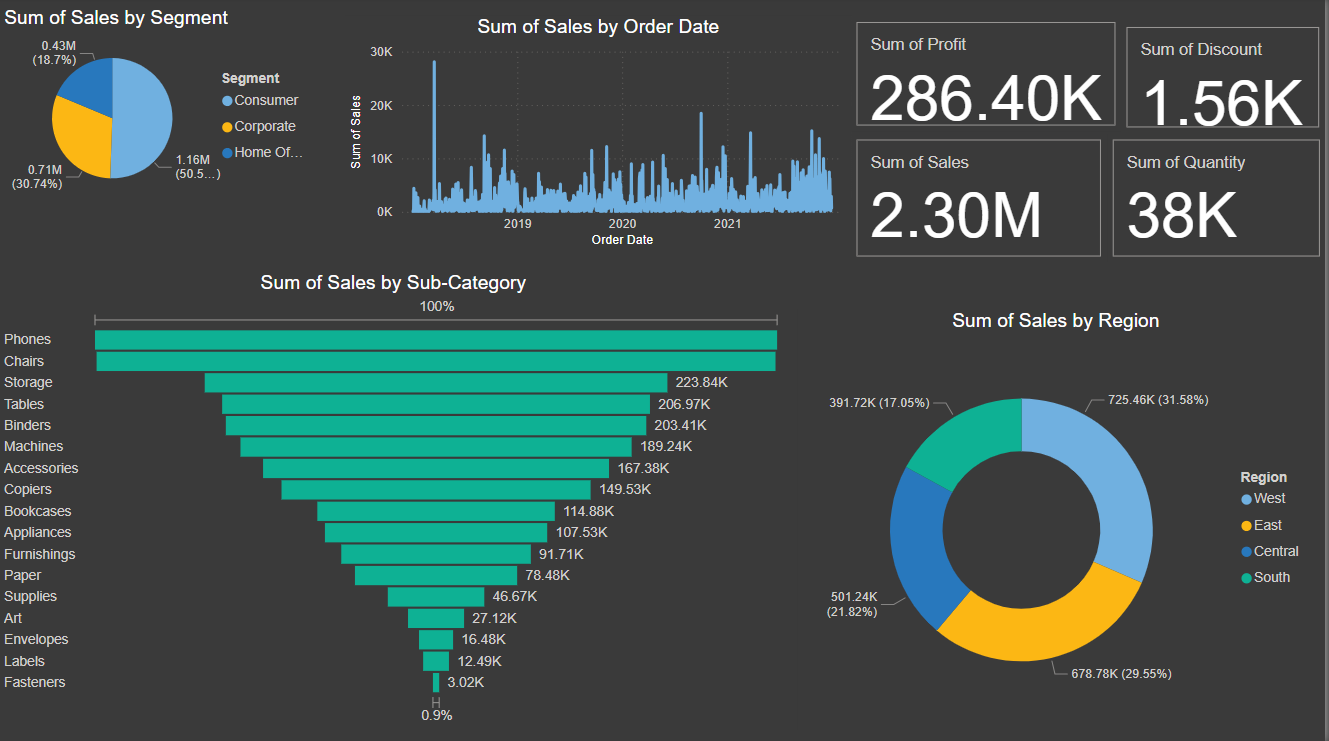 Sum of Sales by Segment
0.43M
(18.7%)
0.71M
(30.74%)
1.16M
(50.5…)
Segment
Consumer
Corporate
Home Of…
Sum of Sales by Order Date
Sum of Sales
30K
20K
10K
0K
2019
2020
2021
Order Date
Sum of Profit
286.40K
Sum of Discount
1.56K
Sum of Sales
2.30M
Sum of Quantity
38K
Sum of Sales by Sub-Category
100%
Phones
Chairs
Storage 223.84K
Tables 206.97K
Binders 203.41K
Machines 189.24K
Accessories 167.38K
Copiers 149.53K
Bookcases 114.88K
Appliances 107.53K
Furnishings 91.71K
Paper 78.48K
Supplies 46.67K
Art 27.12K
Envelopes 16.48K
Labels 12.49K
Fasteners 3.02K
0.9%
Sum of Sales by Region
391.72K (17.05%)
725.46K (31.58%)
501.24K
(21.82%)
678.78K (29.55%)
Region
West
East
Central
South